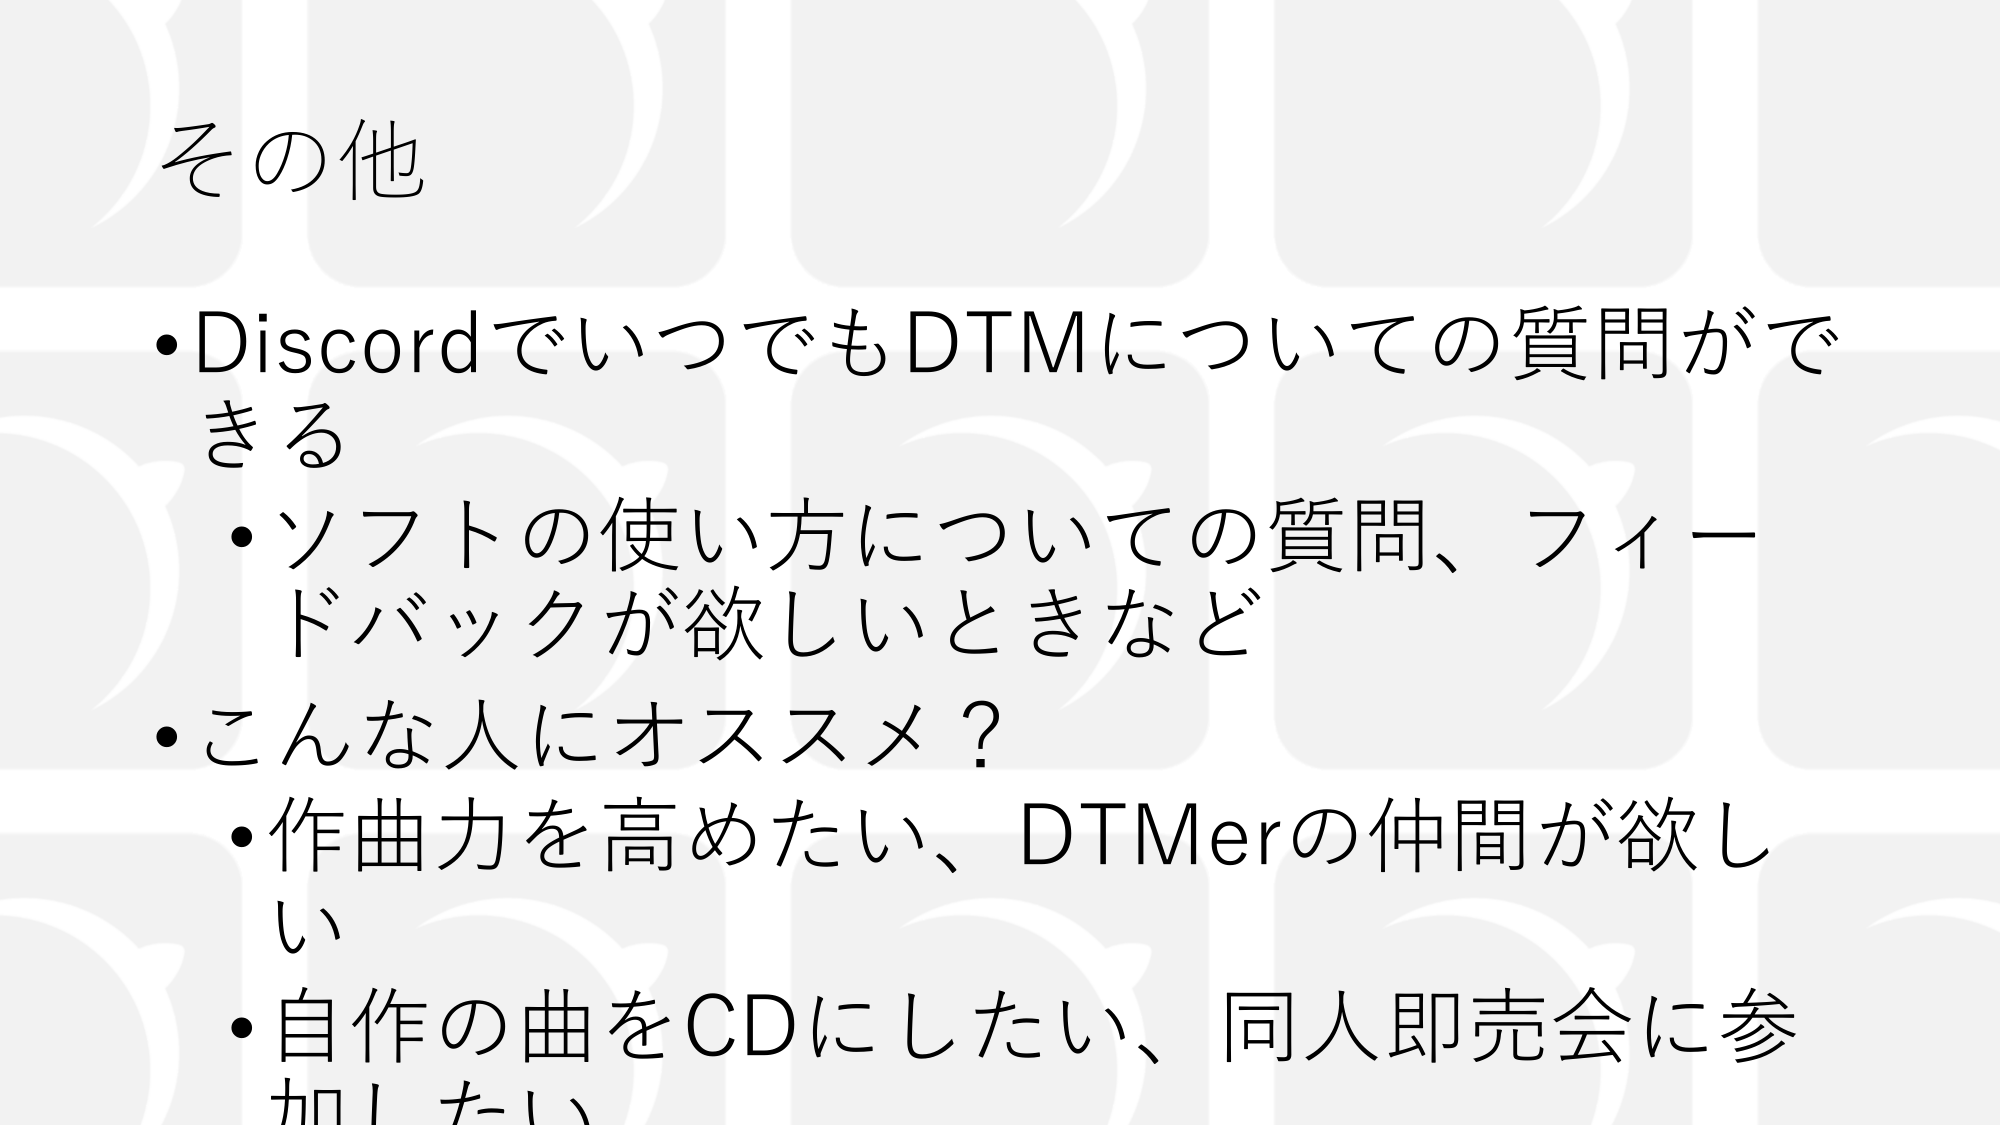 その他
•DiscordでいつでもDTMについての質問がで
きる
•ソフトの使い方についての質問、フィー
ドバックが欲しいときなど
•こんな人にオススメ？
•作曲力を高めたい、DTMerの仲間が欲し
い
•自作の曲をCDにしたい、同人即売会に参
加したい